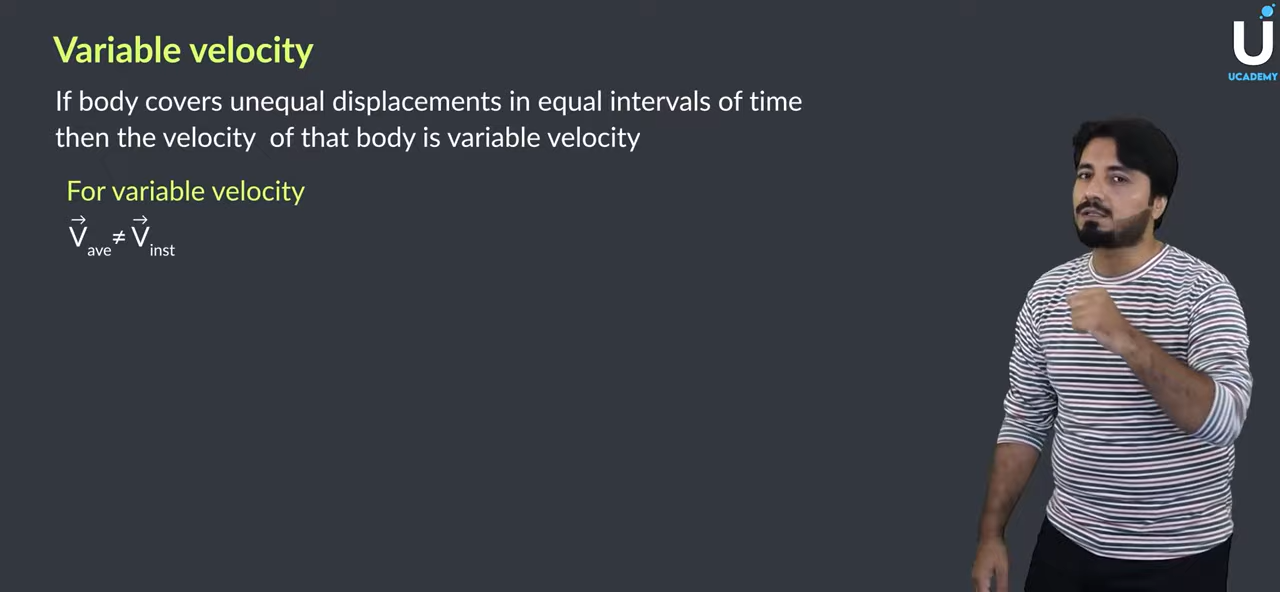 Variable velocity
If body covers unequal displacements in equal intervals of time
then the velocity of that body is variable velocity
For variable velocity
V⃗ave ≠ V⃗inst
U
UCADEMY